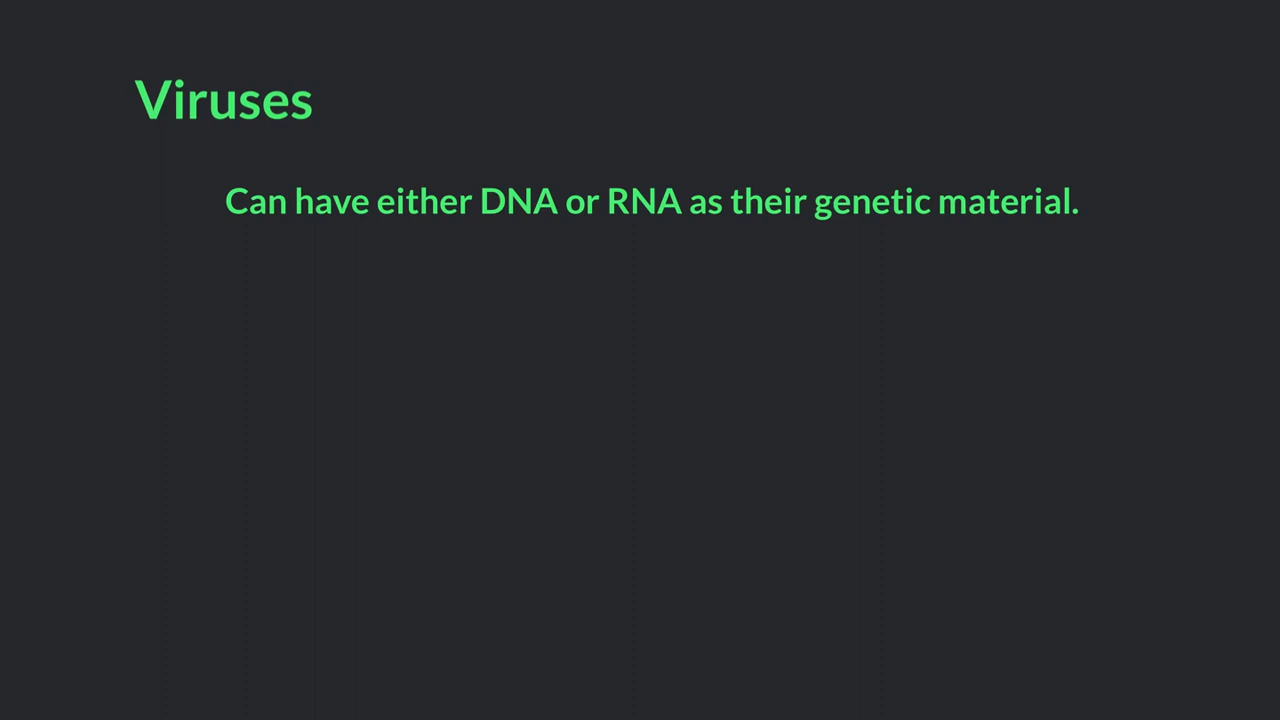 Viruses
Can have either DNA or RNA as their genetic material.